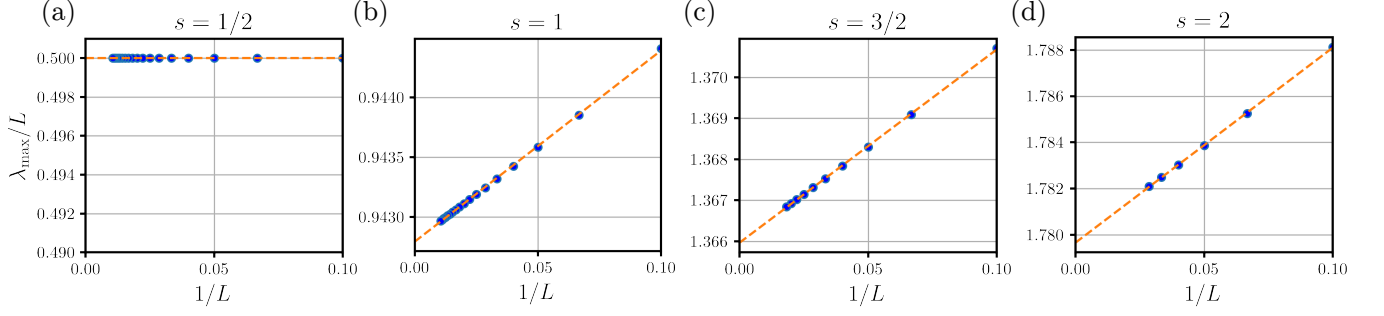 (a) s = 1/2
λmax/L
0.500
0.498
0.496
0.494
0.492
0.490
0.00 0.05 0.10
1/L
(b) s = 1
0.9440
0.9435
0.9430
0.00 0.05 0.10
1/L
(c) s = 3/2
1.370
1.369
1.368
1.367
1.366
0.00 0.05 0.10
1/L
(d) s = 2
1.788
1.786
1.784
1.782
1.780
0.00 0.05 0.10
1/L